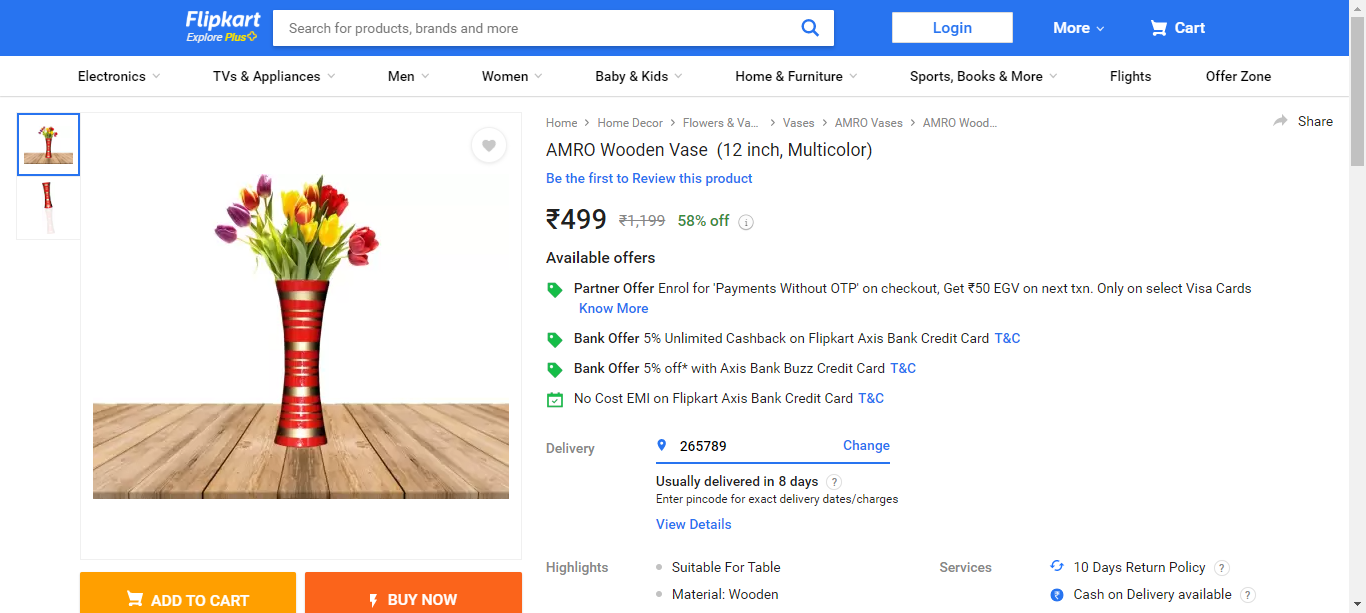 Flipkart
Explore Plus
Search for products, brands and more
Login
More
Cart
Electronics
TVs & Appliances
Men
Women
Baby & Kids
Home & Furniture
Sports, Books & More
Flights
Offer Zone
Home
Home Decor
Flowers & Va...
Vases
AMRO Vases
AMRO Wood...
Share
AMRO Wooden Vase (12 inch, Multicolor)
Be the first to Review this product
₹499 ₹1,199 58% off i
Available offers
Partner Offer Enrol for 'Payments Without OTP' on checkout, Get ₹50 EGV on next txn. Only on select Visa Cards
Know More
Bank Offer 5% Unlimited Cashback on Flipkart Axis Bank Credit Card T&C
Bank Offer 5% off* with Axis Bank Buzz Credit Card T&C
No Cost EMI on Flipkart Axis Bank Credit Card T&C
Delivery
265789
Change
Usually delivered in 8 days ?
Enter pincode for exact delivery dates/charges
View Details
Highlights
Suitable For Table
Material: Wooden
Services
10 Days Return Policy ?
₹ Cash on Delivery available ?
ADD TO CART
BUY NOW